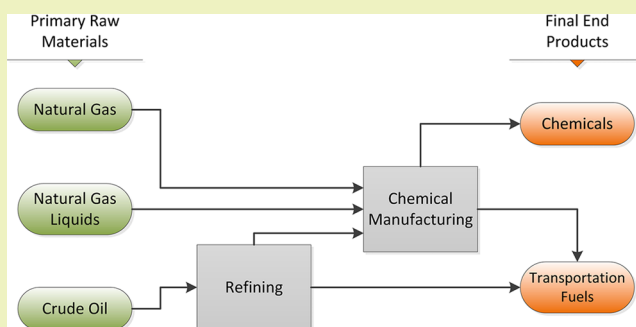 Primary Raw
Materials
Final End
Products
Natural Gas
Chemicals
Natural Gas
Liquids
Chemical
Manufacturing
Crude Oil
Refining
Transportation
Fuels